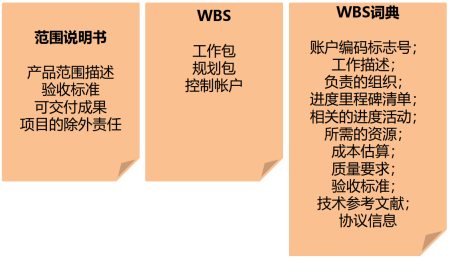 范围说明书
产品范围描述
验收标准
可交付成果
项目的除外责任
WBS
工作包
规划包
控制帐户
WBS词典
账户编码标志号；
工作描述；
负责的组织；
进度里程碑清单；
相关的进度活动；
所需的资源；
成本估算；
质量要求；
验收标准；
技术参考文献；
协议信息